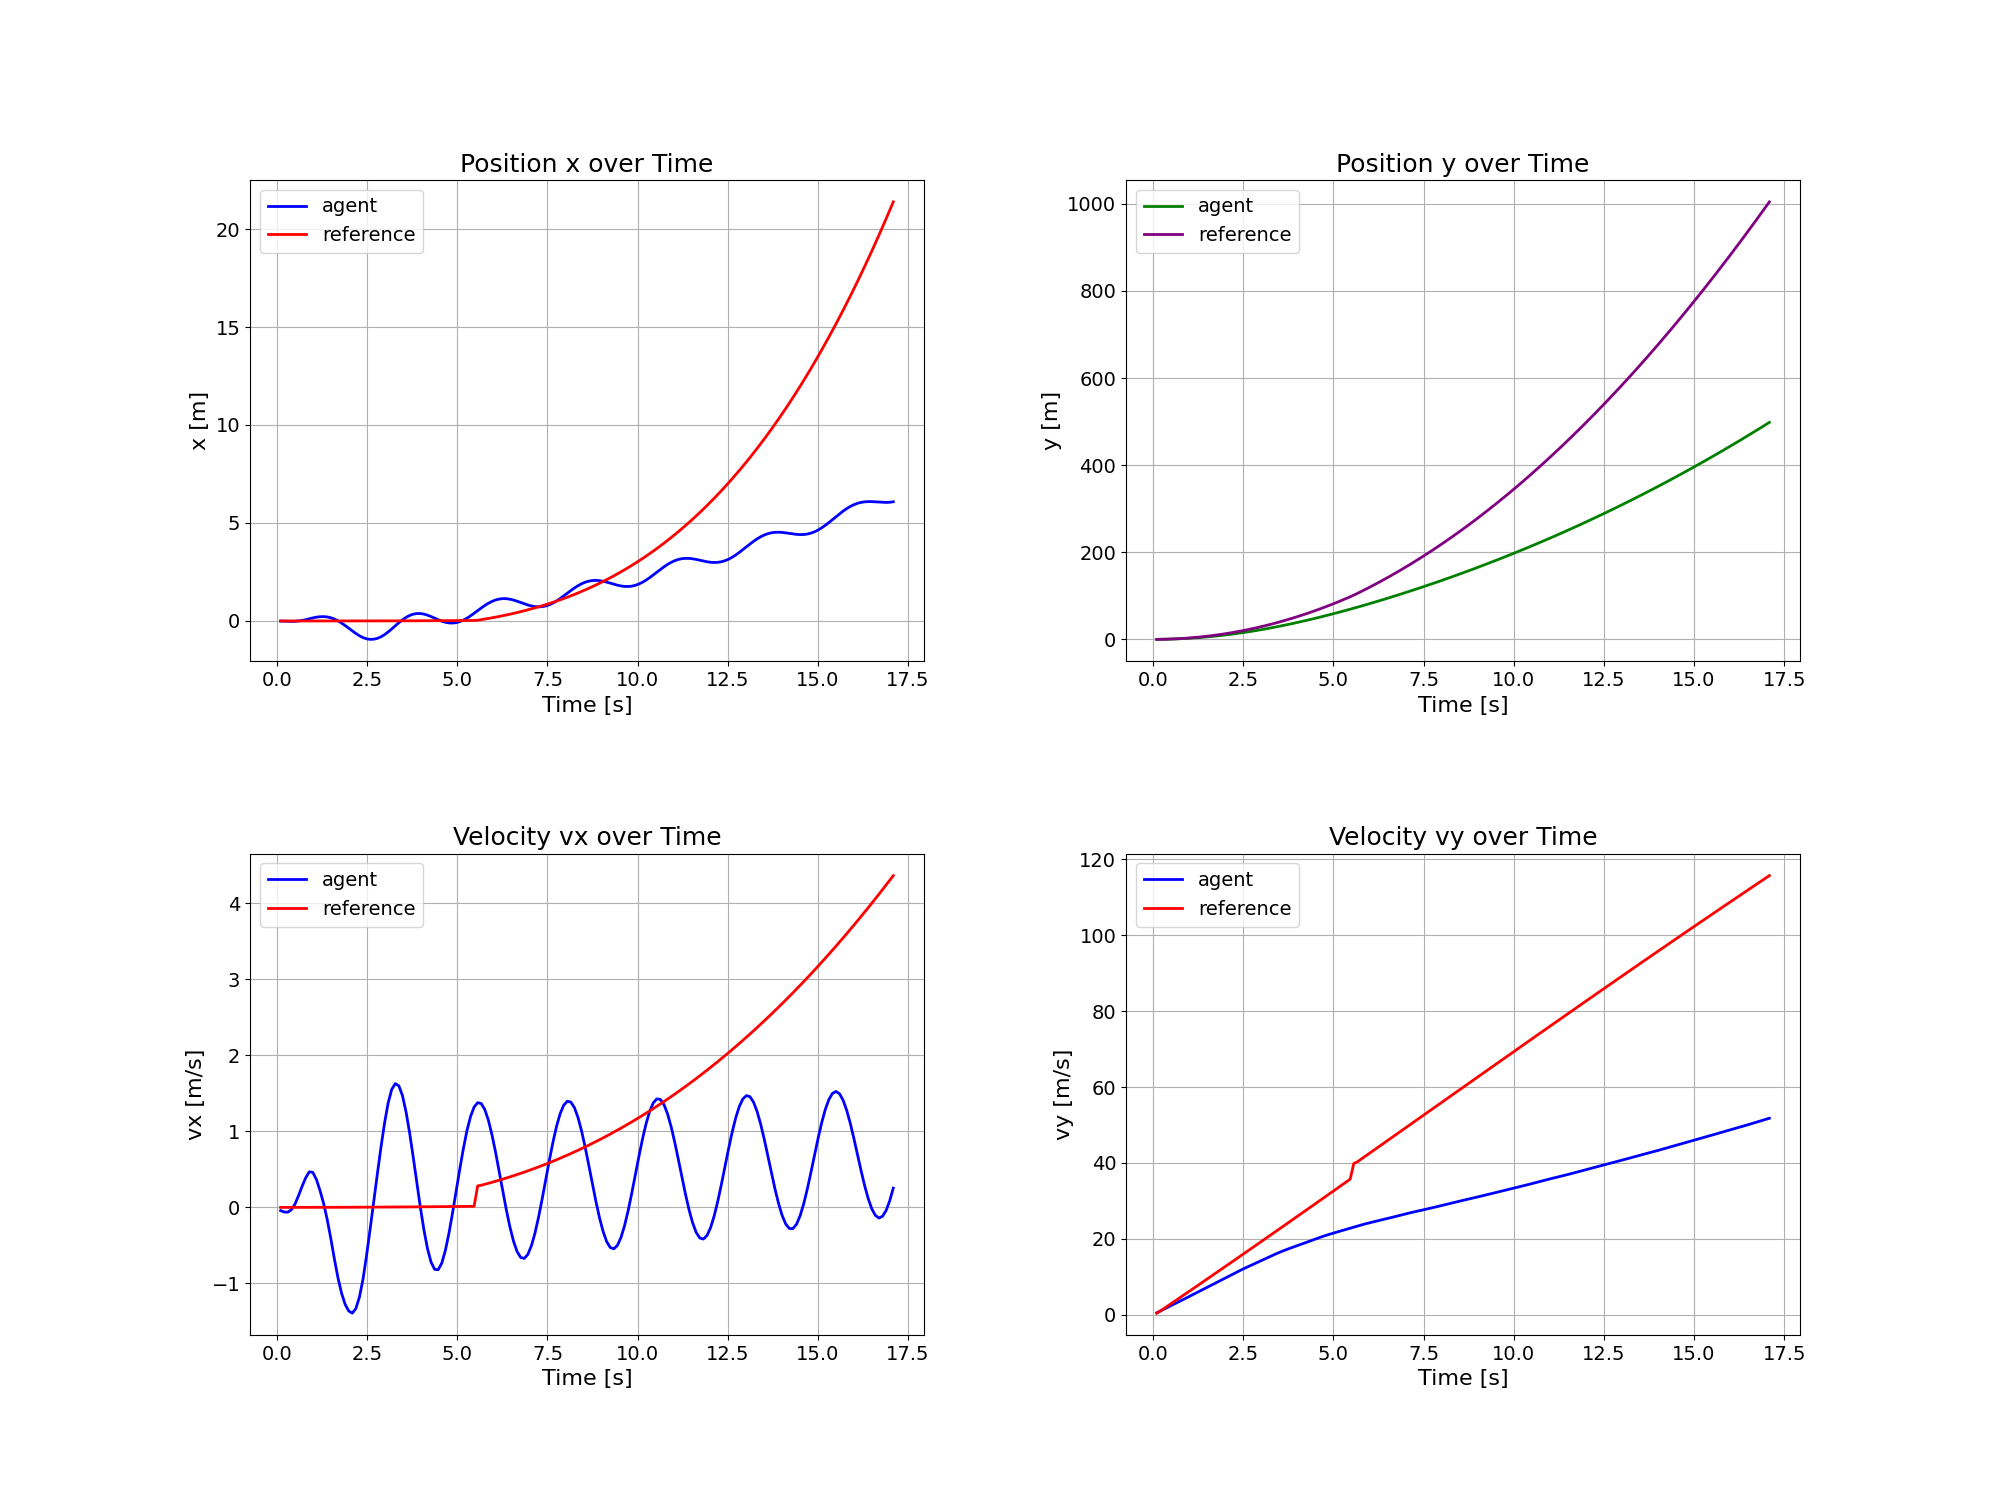 Position x over Time
agent
reference
20
15
10
5
0
x [m]
0.0 2.5 5.0 7.5 10.0 12.5 15.0 17.5
Time [s]
Position y over Time
agent
reference
1000
800
600
400
200
0
y [m]
0.0 2.5 5.0 7.5 10.0 12.5 15.0 17.5
Time [s]
Velocity vx over Time
agent
reference
4
3
2
1
0
−1
vx [m/s]
0.0 2.5 5.0 7.5 10.0 12.5 15.0 17.5
Time [s]
Velocity vy over Time
agent
reference
120
100
80
60
40
20
0
vy [m/s]
0.0 2.5 5.0 7.5 10.0 12.5 15.0 17.5
Time [s]